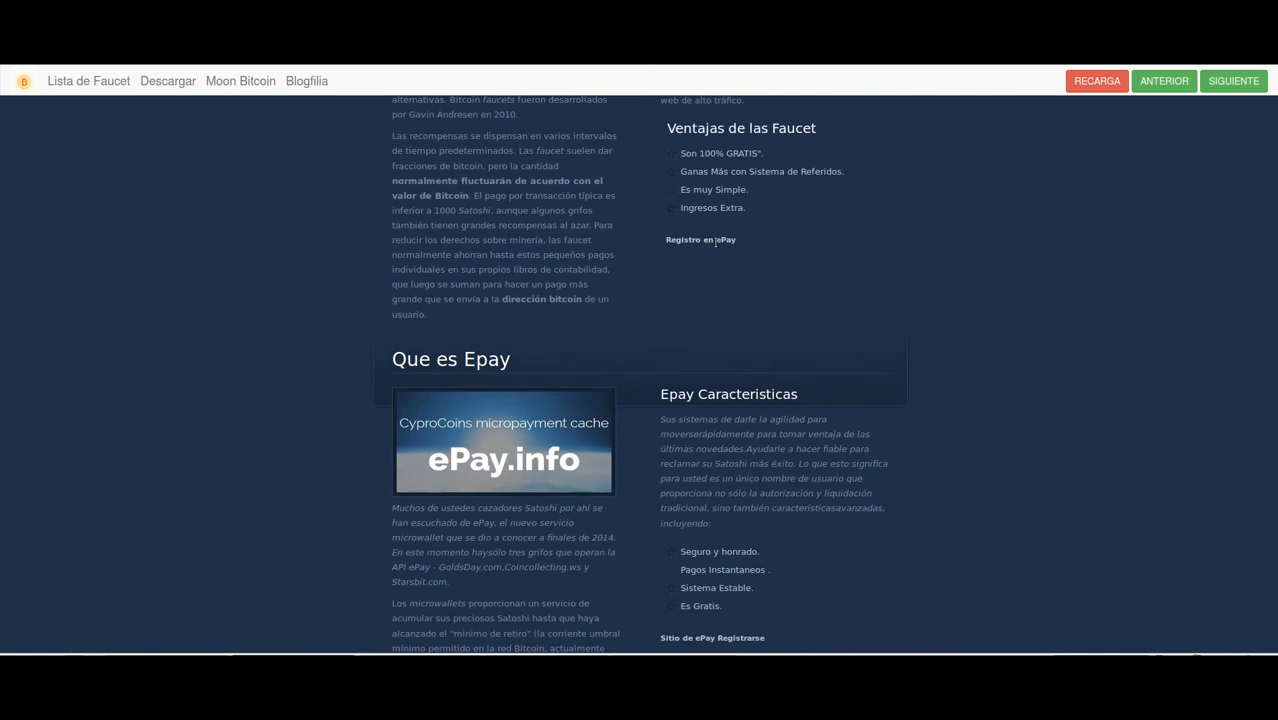 Lista de Faucet Descargar Moon Bitcoin Blogfilia RECARGA ANTERIOR SIGUIENTE
alternativas. Bitcoin faucets fueron desarrollados
por Gavin Andresen en 2010.
Las recompensas se dispensan en varios intervalos
de tiempo predeterminados. Las faucet suelen dar
fracciones de bitcoin, pero la cantidad
normalmente fluctuarán de acuerdo con el
valor de Bitcoin. El pago por transacción típica es
inferior a 1000 Satoshi, aunque algunos grifos
también tienen grandes recompensas al azar. Para
reducir los derechos sobre minería, las faucet
normalmente ahorran hasta estos pequeños pagos
individuales en sus propios libros de contabilidad,
que luego se suman para hacer un pago más
grande que se envía a la dirección bitcoin de un
usuario.
web de alto tráfico.
Ventajas de las Faucet
Son 100% GRATIS".
Ganas Más con Sistema de Referidos.
Es muy Simple.
Ingresos Extra.
Registro en ePay
Que es Epay
CyproCoins micropayment cache
ePay.info
Muchos de ustedes cazadores Satoshi por ahí se
han escuchado de ePay, el nuevo servicio
microwallet que se dio a conocer a finales de 2014.
En este momento haysólo tres grifos que operan la
API ePay - GoldsDay.com,Coincollecting.ws y
Starsbit.com.
Los microwallets proporcionan un servicio de
acumular sus preciosos Satoshi hasta que haya
alcanzado el "minimo de retiro" (la corriente umbral
mínimo permitido en la red Bitcoin, actualmente
Epay Caracteristicas
Sus sistemas de darle la agilidad para
moverserápidamente para tomar ventaja de las
últimas novedades.Ayudarle a hacer fiable para
reclamar su Satoshi más éxito. Lo que esto significa
para usted es un único nombre de usuario que
proporciona no sólo la autorización y liquidación
tradicional, sino también característicasavanzadas,
incluyendo:
Seguro y honrado.
Pagos Instantaneos .
Sistema Estable.
Es Gratis.
Sitio de ePay Registrarse